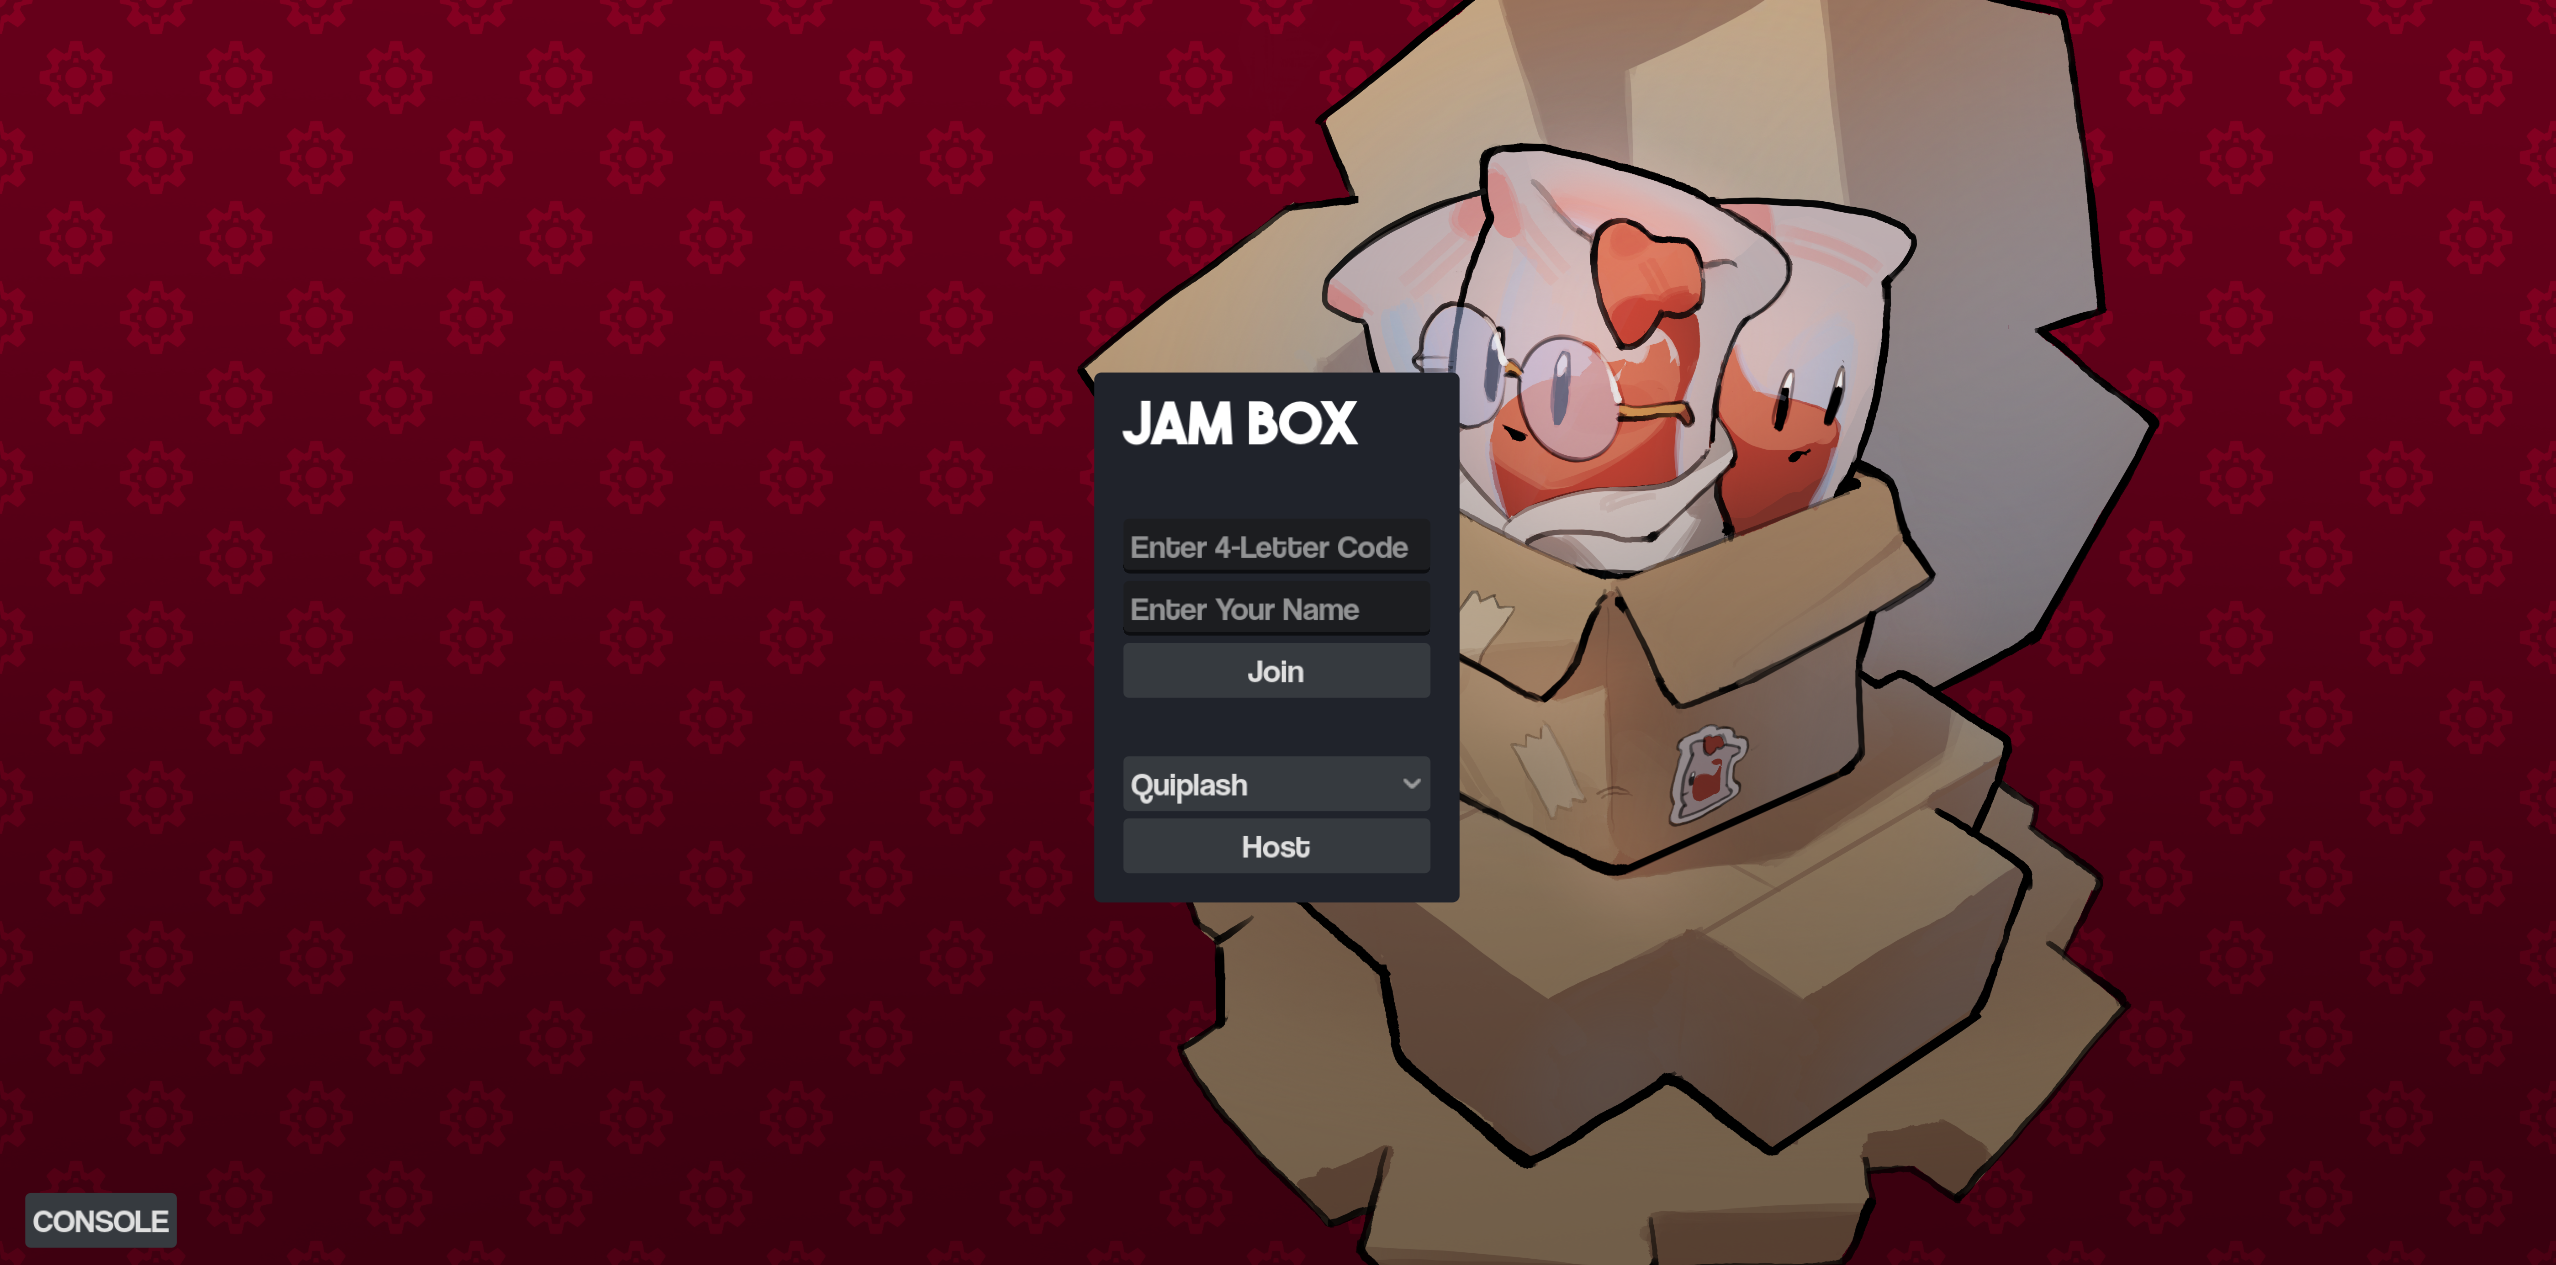 JAM BOX
Enter 4-Letter Code
Enter Your Name
Join
Quiplash
Host
CONSOLE